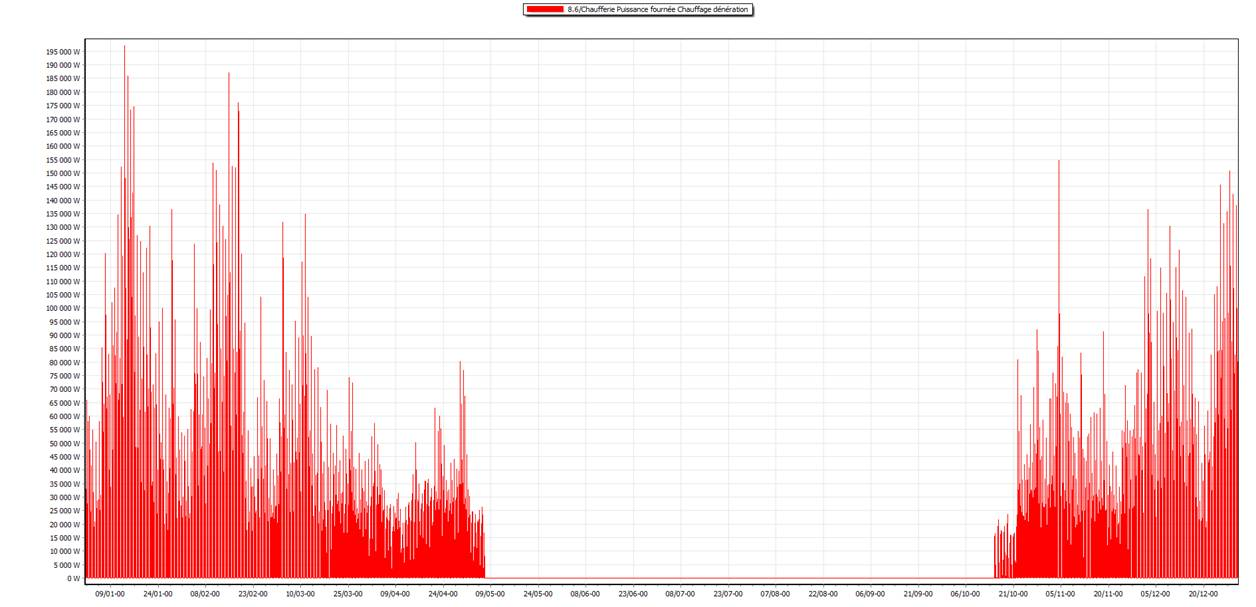 8.6/Chaufferie Puissance fournée Chauffage dénération
195 000 W
190 000 W
185 000 W
180 000 W
175 000 W
170 000 W
165 000 W
160 000 W
155 000 W
150 000 W
145 000 W
140 000 W
135 000 W
130 000 W
125 000 W
120 000 W
115 000 W
110 000 W
105 000 W
100 000 W
95 000 W
90 000 W
85 000 W
80 000 W
75 000 W
70 000 W
65 000 W
60 000 W
55 000 W
50 000 W
45 000 W
40 000 W
35 000 W
30 000 W
25 000 W
20 000 W
15 000 W
10 000 W
5 000 W
0 W
09/01-00 24/01-00 08/02-00 23/02-00 10/03-00 25/03-00 09/04-00 24/04-00 09/05-00 24/05-00 08/06-00 23/06-00 08/07-00 23/07-00 07/08-00 22/08-00 06/09-00 21/09-00 06/10-00 21/10-00 05/11-00 20/11-00 05/12-00 20/12-00